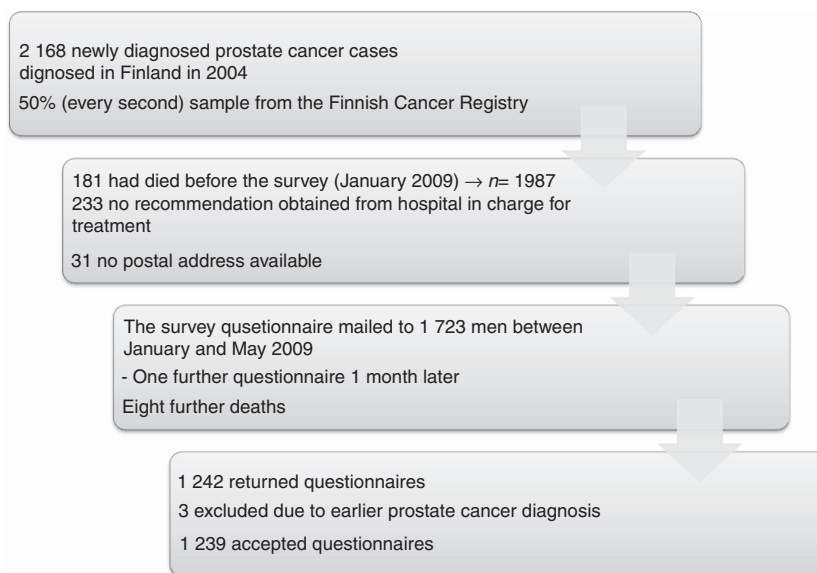 2 168 newly diagnosed prostate cancer cases
dignosed in Finland in 2004
50% (every second) sample from the Finnish Cancer Registry
181 had died before the survey (January 2009) → n= 1987
233 no recommendation obtained from hospital in charge for
treatment
31 no postal address available
The survey qusetionnaire mailed to 1 723 men between
January and May 2009
- One further questionnaire 1 month later
Eight further deaths
1 242 returned questionnaires
3 excluded due to earlier prostate cancer diagnosis
1 239 accepted questionnaires